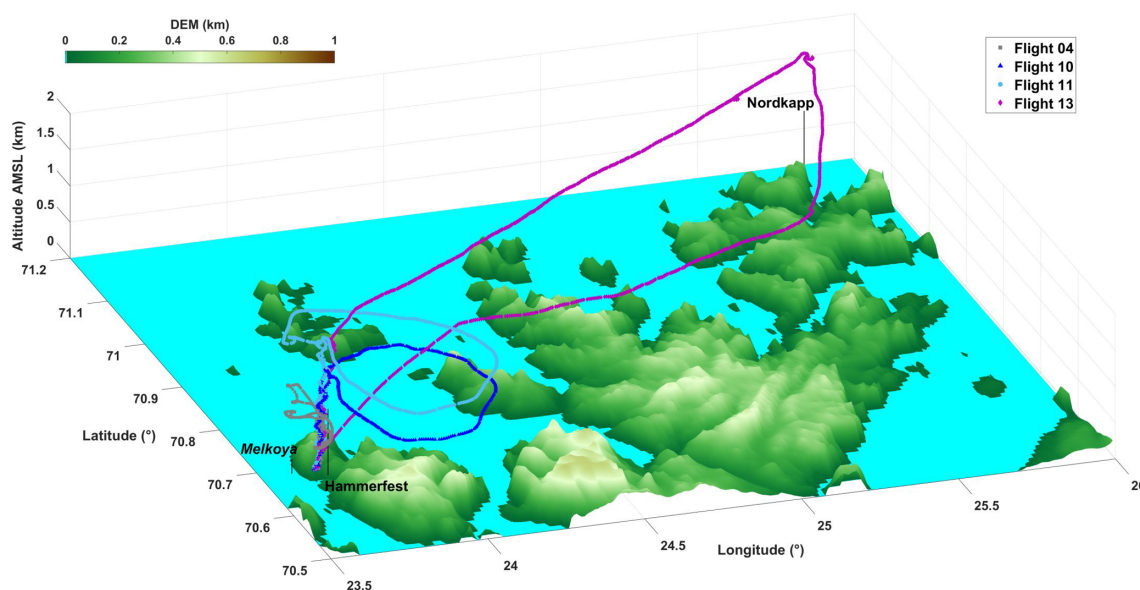 DEM (km)
0 0.2 0.4 0.6 0.8 1
Flight 04
Flight 10
Flight 11
Flight 13
Nordkapp
Altitude AMSL (km)
2
1.5
1
0.5
0
71.2
71.1
71
70.9
70.8
70.7
70.6
70.5
Latitude (°)
Melkoya
Hammerfest
23.5
24
24.5
25
25.5
26
Longitude (°)